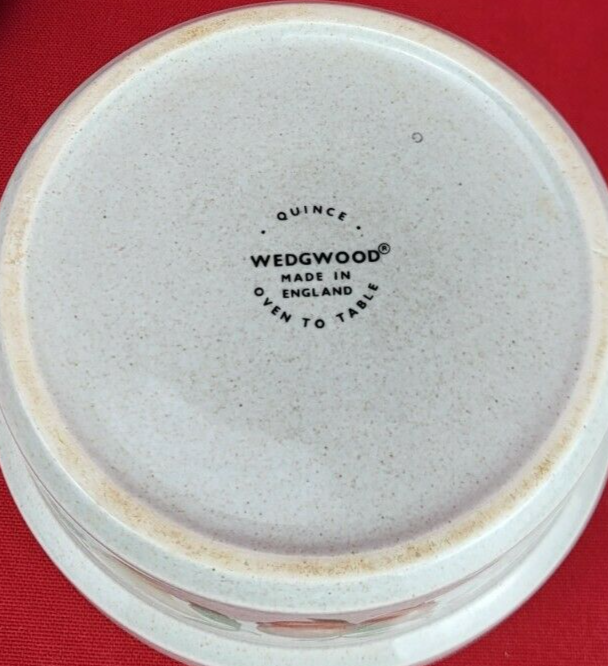 • QUINCE •
WEDGWOOD®
MADE IN
ENGLAND
OVEN TO TABLE